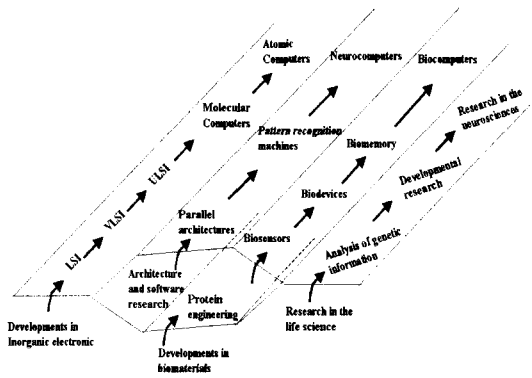 Atomic
Computers
Neurocomputers
Biocomputers
Molecular
Computers
Pattern recognition
machines
Research in the
neurosciences
ULSI
Biomemory
VLSI
Developmental
research
Parallel
architectures
Biodevices
LSI
Biosensors
Analysis of genetic
information
Architecture
and software
research
Protein
engineering
Research in the
life science
Developments in
Inorganic electronic
Developments in
biomaterials